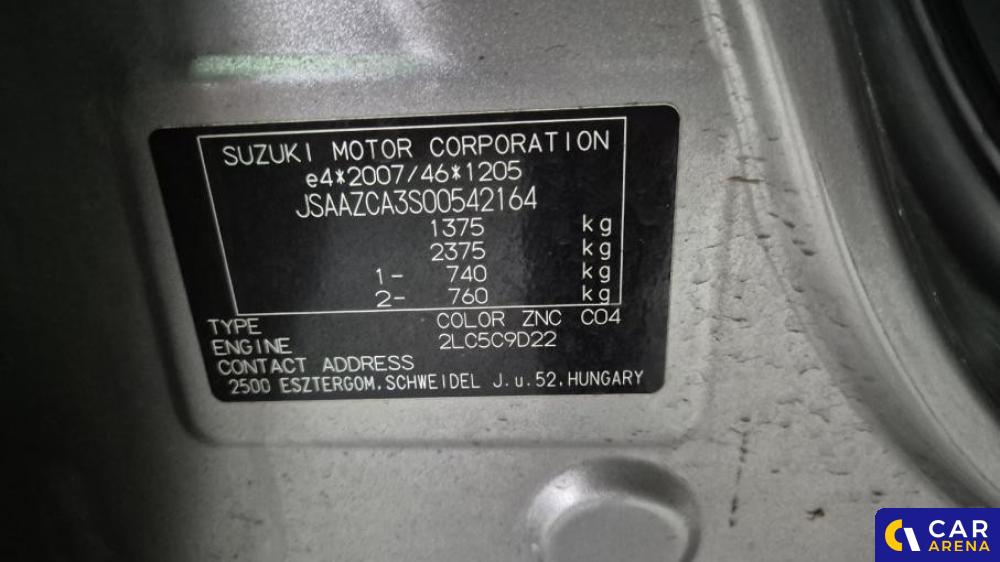 SUZUKI MOTOR CORPORATION
e4*2007/46*1205
JSAAZCA3S00542164
1375 kg
2375 kg
1- 740 kg
2- 760 kg
TYPE COLOR ZNC C04
ENGINE 2LC5C9D22
CONTACT ADDRESS
2500 ESZTERGOM.SCHWEIDEL J.u.52.HUNGARY
CAR
ARENA